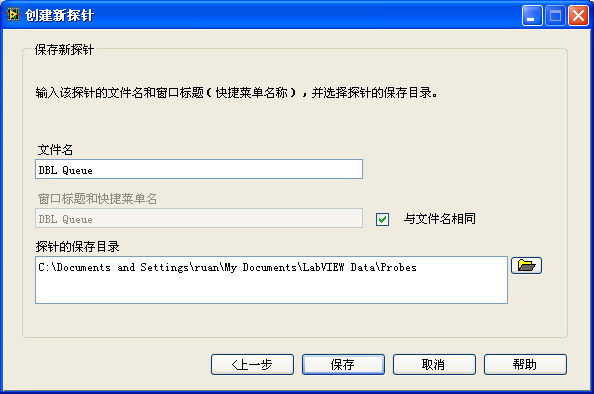 创建新探针
保存新探针
输入该探针的文件名和窗口标题(快捷菜单名称),并选择探针的保存目录。
文件名
DBL Queue
窗口标题和快捷菜单名
DBL Queue
与文件名相同
探针的保存目录
C:\Documents and Settings\ruan\My Documents\LabVIEW Data\Probes
<上一步
保存
取消
帮助